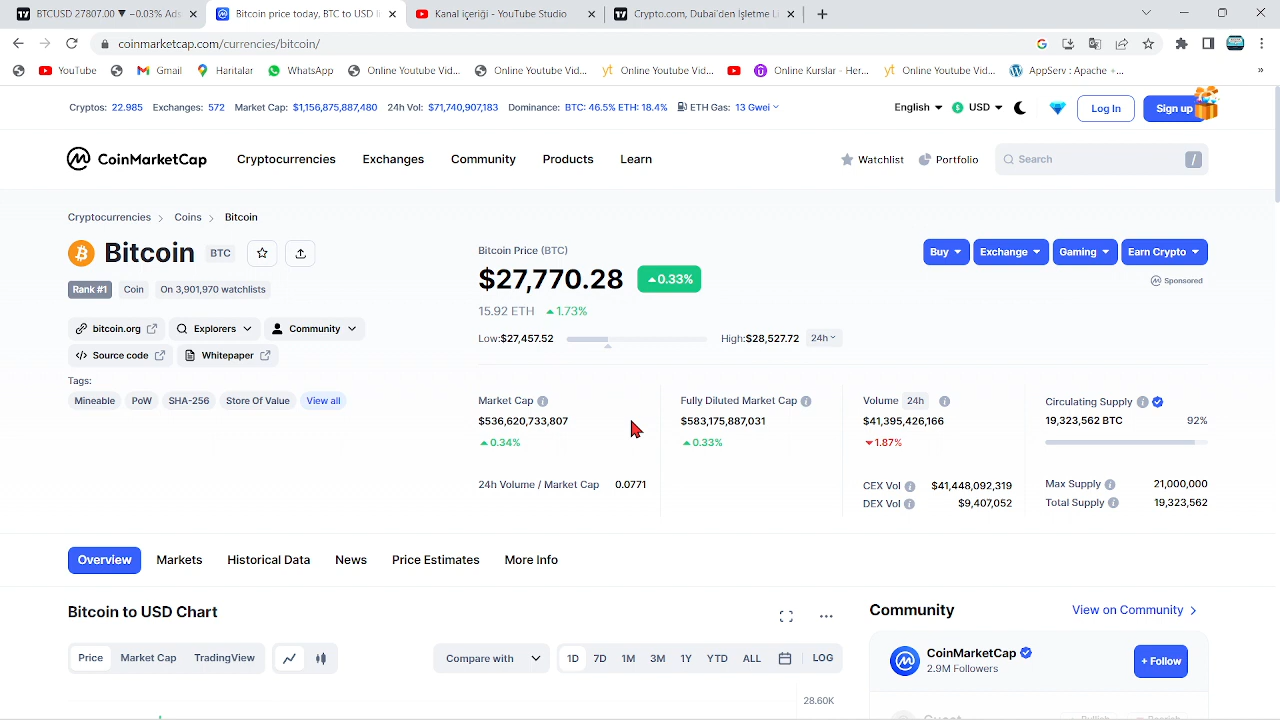 BTCUSD 27807.00 ▼ −0.03% Ads
Bitcoin price today, BTC to USD li
Kanal içeriği - YouTube Studio
Crypto.com, Dubai'den İşletme L
coinmarketcap.com/currencies/bitcoin/
YouTube
Gmail
Haritalar
WhatsApp
Online Youtube Vid...
Online Youtube Vid...
Online Youtube Vid...
Online Kurslar - Her...
Online Youtube Vid...
AppServ : Apache +...
»
Cryptos: 22.985 Exchanges: 572 Market Cap: $1,156,875,887,480 24h Vol: $71,740,907,183 Dominance: BTC: 46.5% ETH: 18.4% ETH Gas: 13 Gwei
English
USD
Log In
Sign up
CoinMarketCap
Cryptocurrencies
Exchanges
Community
Products
Learn
Watchlist
Portfolio
Search
/
Cryptocurrencies > Coins > Bitcoin
Bitcoin BTC
Rank #1
Coin
On 3,901,970 watchlists
bitcoin.org
Explorers
Community
Source code
Whitepaper
Tags:
Mineable
PoW
SHA-256
Store Of Value
View all
Bitcoin Price (BTC)
$27,770.28
0.33%
15.92 ETH 1.73%
Low:$27,457.52
High:$28,527.72
24h
Buy
Exchange
Gaming
Earn Crypto
Sponsored
Market Cap
$536,620,733,807
0.34%
24h Volume / Market Cap 0.0771
Fully Diluted Market Cap
$583,175,887,031
0.33%
Volume 24h
$41,395,426,166
1.87%
CEX Vol $41,448,092,319
DEX Vol $9,407,052
Circulating Supply
19,323,562 BTC 92%
Max Supply 21,000,000
Total Supply 19,323,562
Overview
Markets
Historical Data
News
Price Estimates
More Info
Bitcoin to USD Chart
Price
Market Cap
TradingView
Compare with
1D
7D
1M
3M
1Y
YTD
ALL
LOG
28.60K
Community
View on Community >
CoinMarketCap
2.9M Followers
+ Follow